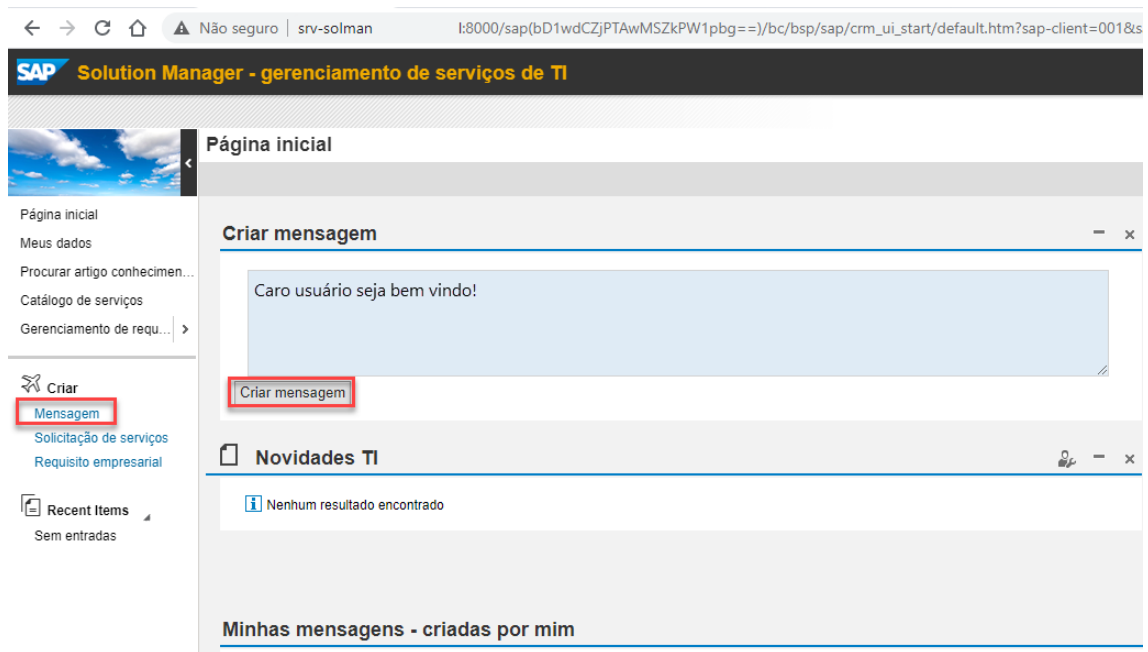 Não seguro srv-solman l:8000/sap(bD1wdCZjPTAwMSZkPW1pbg==)/bc/bsp/sap/crm_ui_start/default.htm?sap-client=001&s
SAP Solution Manager - gerenciamento de serviços de TI
Página inicial
Página inicial
Meus dados
Procurar artigo conhecimen...
Catálogo de serviços
Gerenciamento de requ...
Criar
Mensagem
Solicitação de serviços
Requisito empresarial
Recent Items
Sem entradas
Criar mensagem
Caro usuário seja bem vindo!
Criar mensagem
Novidades TI
Nenhum resultado encontrado
Minhas mensagens - criadas por mim